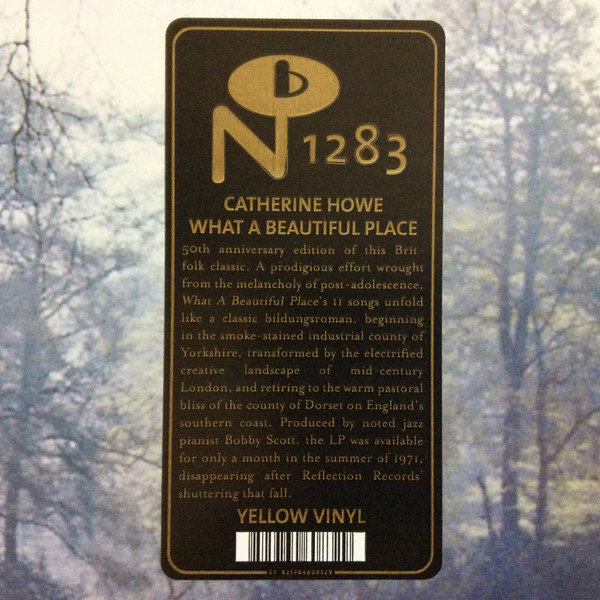 N 1283
CATHERINE HOWE
WHAT A BEAUTIFUL PLACE
50th anniversary edition of this Brit-
folk classic. A prodigious effort wrought
from the melancholy of post-adolescence,
What A Beautiful Place's 11 songs unfold
like a classic bildungsroman, beginning
in the smoke-stained industrial county of
Yorkshire, transformed by the electrified
creative landscape of mid-century
London, and retiring to the warm pastoral
bliss of the county of Dorset on England's
southern coast. Produced by noted jazz
pianist Bobby Scott, the LP was available
for only a month in the summer of 1971,
disappearing after Reflection Records'
shuttering that fall.
YELLOW VINYL